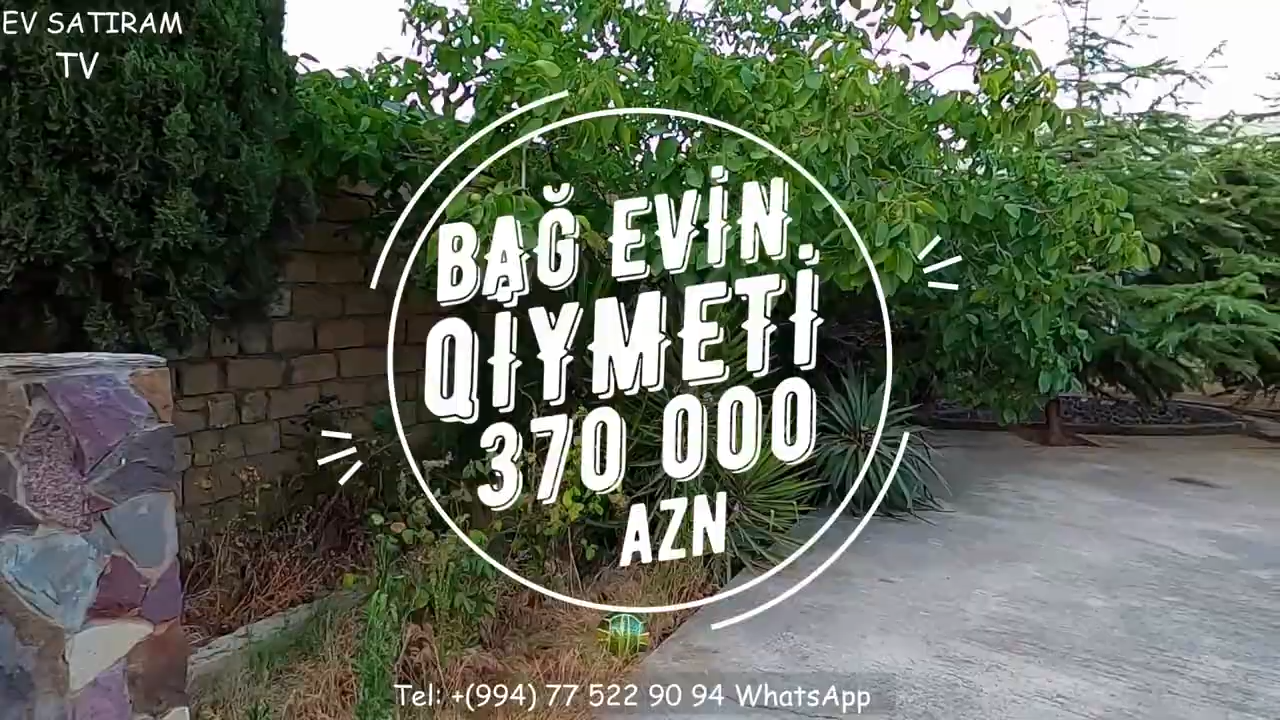 EV SATIRAM
TV
BAĞ EVİN
QİYMETİ
370 000
AZN
Tel: +(994) 77 522 90 94 WhatsApp